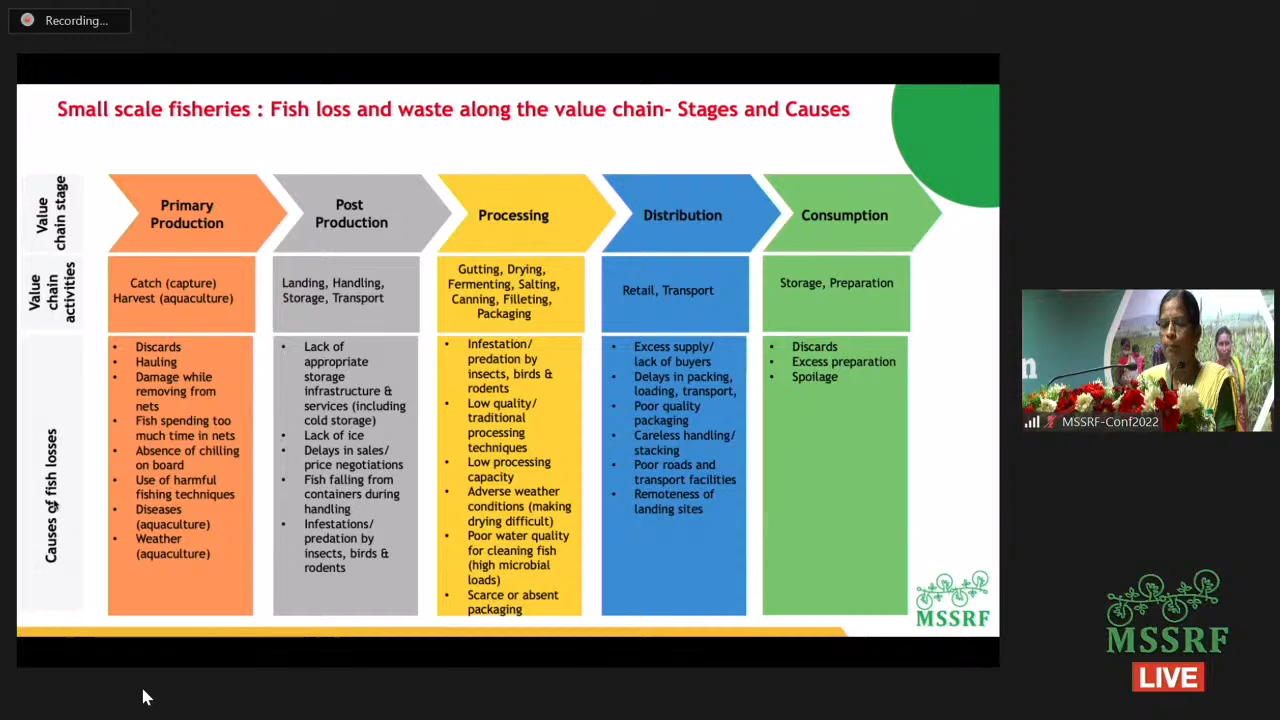 Recording...
Small scale fisheries : Fish loss and waste along the value chain- Stages and Causes
Value
chain stage
Primary
Production
Post
Production
Processing
Distribution
Consumption
Value
chain
activities
Catch (capture)
Harvest (aquaculture)
Landing, Handling,
Storage, Transport
Gutting, Drying,
Fermenting, Salting,
Canning, Filleting,
Packaging
Retail, Transport
Storage, Preparation
Causes of fish losses
• Discards
• Hauling
• Damage while
removing from
nets
• Fish spending too
much time in nets
• Absence of chilling
on board
• Use of harmful
fishing techniques
• Diseases
(aquaculture)
• Weather
(aquaculture)
• Lack of
appropriate
storage
infrastructure &
services (including
cold storage)
• Lack of ice
• Delays in sales/
price negotiations
• Fish falling from
containers during
handling
• Infestations/
predation by
insects, birds &
rodents
• Infestation/
predation by
insects, birds &
rodents
• Low quality/
traditional
processing
techniques
• Low processing
capacity
• Adverse weather
conditions (making
drying difficult)
• Poor water quality
for cleaning fish
(high microbial
loads)
• Scarce or absent
packaging
• Excess supply/
lack of buyers
• Delays in packing,
loading, transport,
• Poor quality
packaging
• Careless handling/
stacking
• Poor roads and
transport facilities
• Remoteness of
landing sites
• Discards
• Excess preparation
• Spoilage
MSSRF
n
MSSRF-Conf2022
MSSRF
LIVE